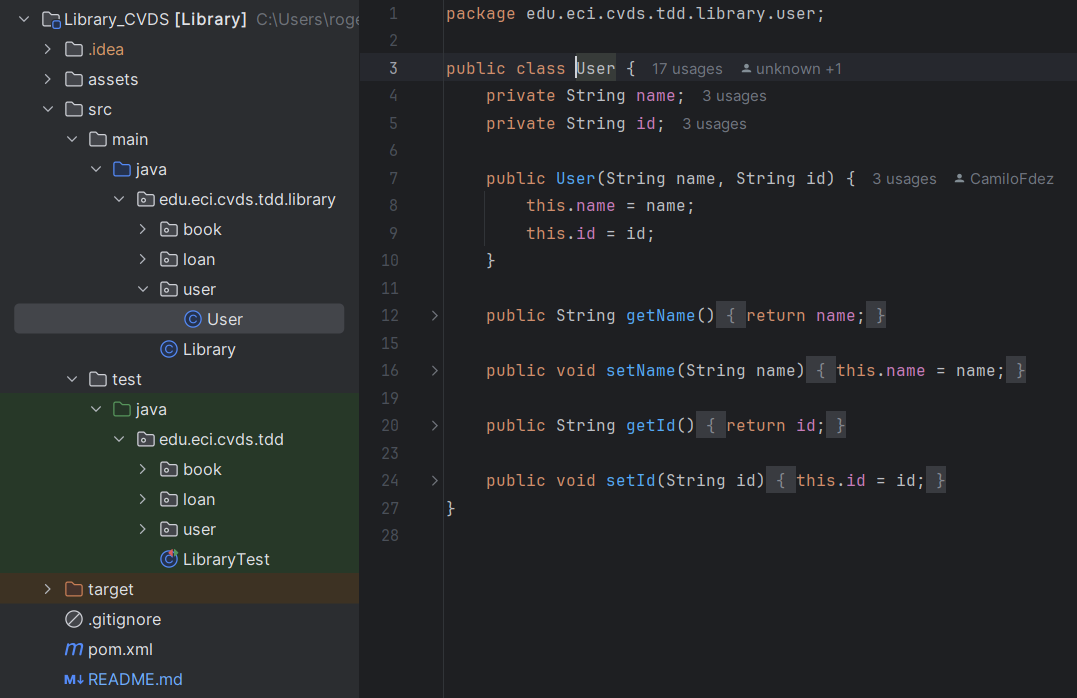 Library_CVDS [Library] C:\Users\roge
.idea
assets
src
main
java
edu.eci.cvds.tdd.library
book
loan
user
User
Library
test
java
edu.eci.cvds.tdd
book
loan
user
LibraryTest
target
.gitignore
pom.xml
README.md
1 package edu.eci.cvds.tdd.library.user;
2
3 public class User { 17 usages unknown +1
4 private String name; 3 usages
5 private String id; 3 usages
6
7 public User(String name, String id) { 3 usages CamiloFdez
8 this.name = name;
9 this.id = id;
10 }
11
12 public String getName() { return name; }
15
16 public void setName(String name) { this.name = name; }
19
20 public String getId() { return id; }
23
24 public void setId(String id) { this.id = id; }
27 }
28